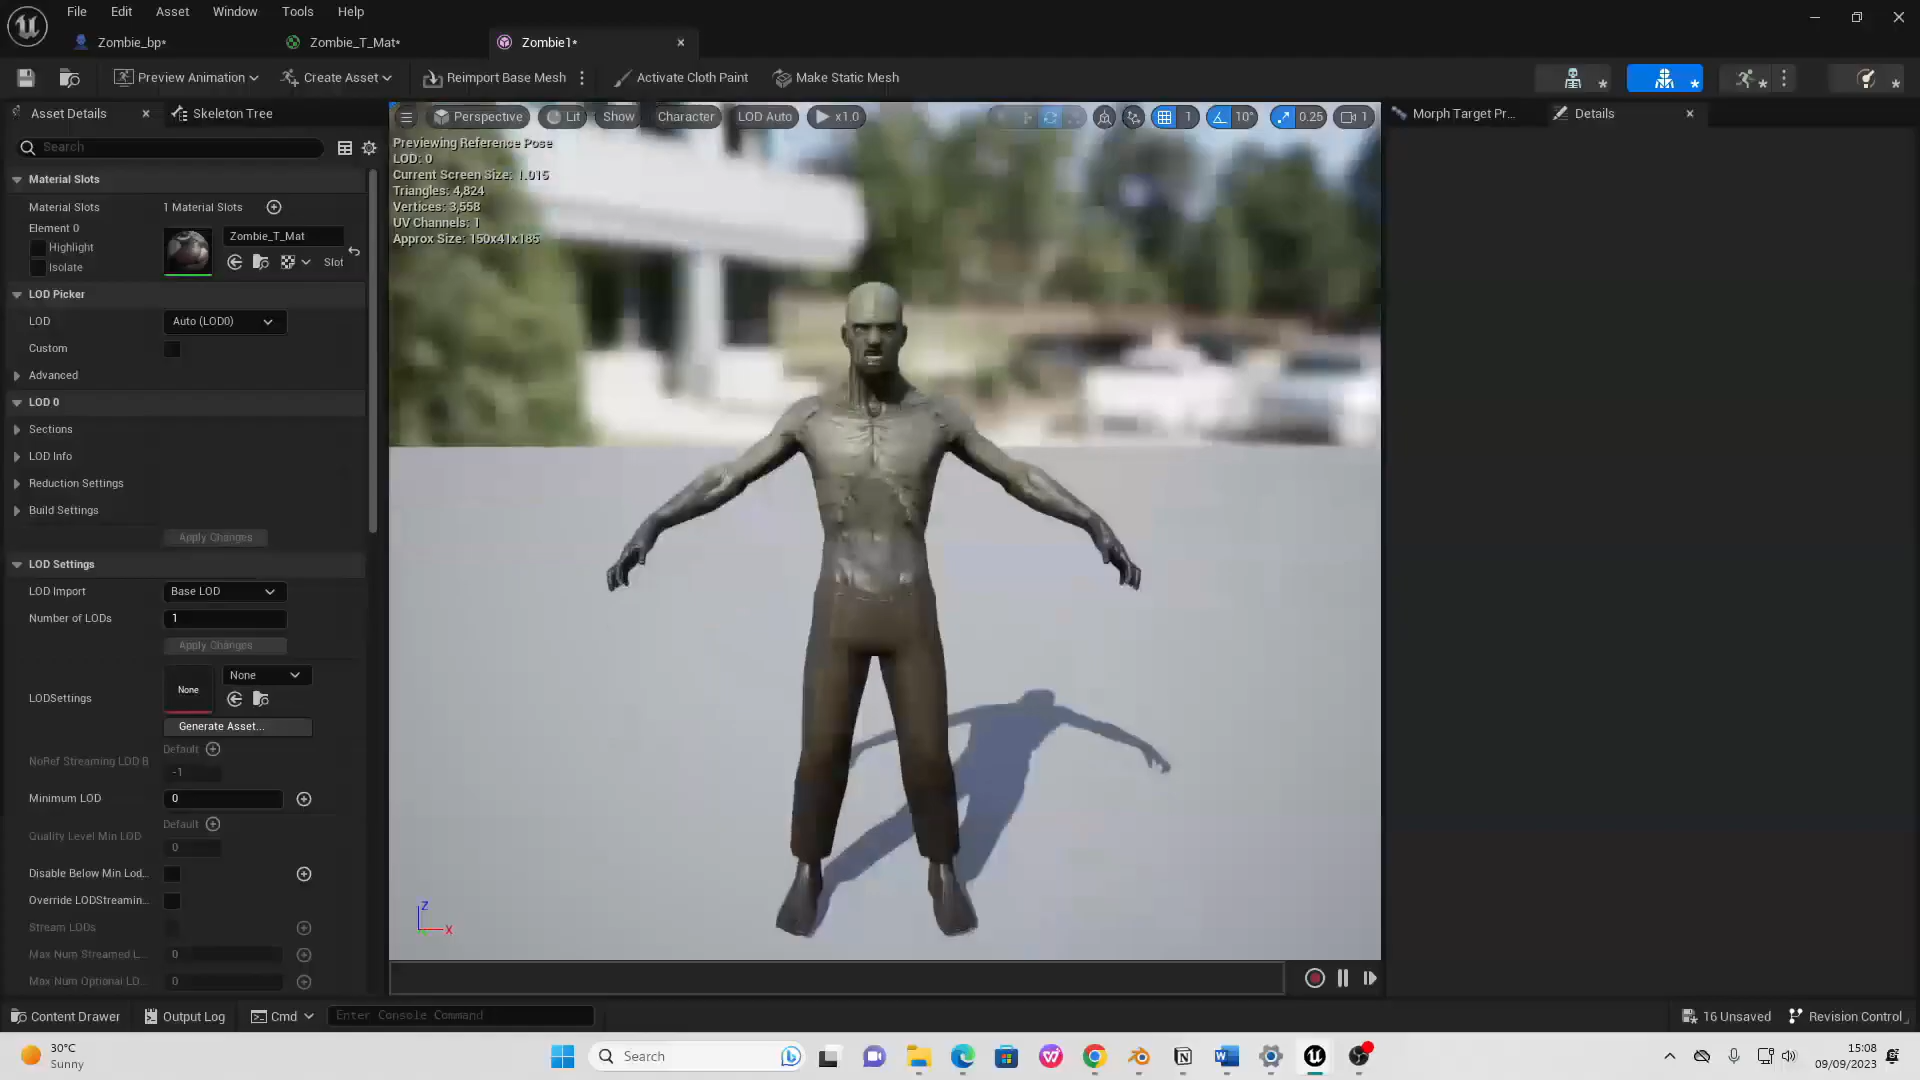 File Edit Asset Window Tools Help
Zombie_bp* Zombie_T_Mat* Zombie1*
Preview Animation Create Asset Reimport Base Mesh Activate Cloth Paint Make Static Mesh
Asset Details Skeleton Tree
Search
Material Slots
Material Slots 1 Material Slots
Element 0
Highlight
Isolate
Zombie_T_Mat
Slot
LOD Picker
LOD Auto (LOD0)
Custom
Advanced
LOD 0
Sections
LOD Info
Reduction Settings
Build Settings
Apply Changes
LOD Settings
LOD Import Base LOD
Number of LODs 1
Apply Changes
None None
LODSettings
Generate Asset...
Default
NoRef Streaming LOD B
-1
Minimum LOD 0
Default
Quality Level Min LOD
0
Disable Below Min Lod...
Override LODStreamin...
Stream LODs
Max Num Streamed L... 0
Max Num Optional LO... 0
Perspective Lit Show Character LOD Auto x1.0 1 10° 0.25 1
Previewing Reference Pose
LOD: 0
Current Screen Size: 1.015
Triangles: 4,824
Vertices: 3,558
UV Channels: 1
Approx Size: 150x41x185
Z
X
Morph Target Pr... Details
Content Drawer Output Log Cmd Enter Console Command 16 Unsaved Revision Control
30°C
Sunny
Search
15:08
09/09/2023